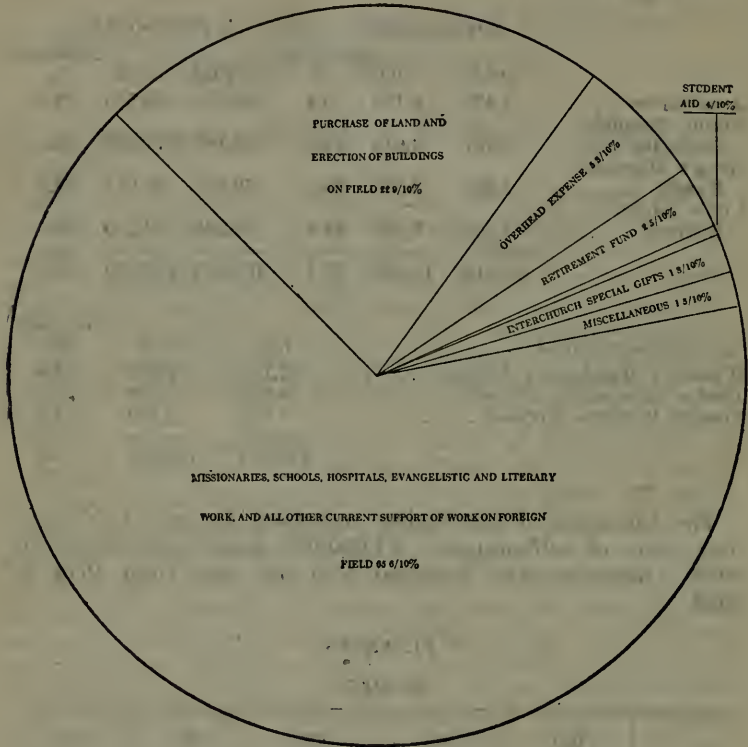 STUDENT
AID 4/10%
PURCHASE OF LAND AND
ERECTION OF BUILDINGS
ON FIELD 22 9/10%
OVERHEAD EXPENSE 5 3/10%
RETIREMENT FUND 2 5/10%
INTERCHURCH SPECIAL GIFTS 1 8/10%
MISCELLANEOUS 1 5/10%
MISSIONARIES, SCHOOLS, HOSPITALS, EVANGELISTIC AND LITERARY
WORK, AND ALL OTHER CURRENT SUPPORT OF WORK ON FOREIGN
FIELD 65 6/10%